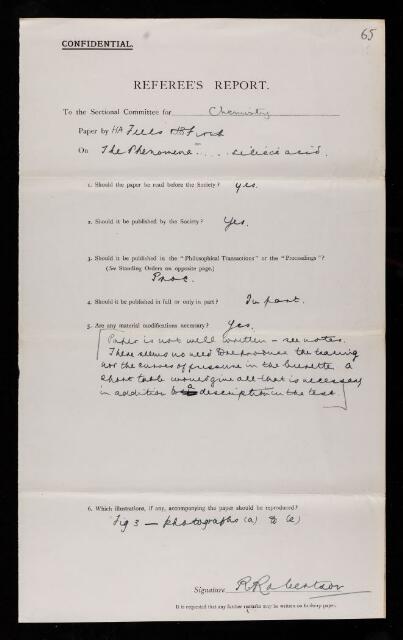 65
CONFIDENTIAL.
REFEREE'S REPORT.
To the Sectional Committee for Chemistry
Paper by HA Fells
On The Phenomena ..... silicic acid.
1. Should the paper be read before the Society? yes.
2. Should it be published by the Society? Yes.
3. Should it be published in the "Philosophical Transactions" or the "Proceedings"?
(See Standing Orders on opposite page.)
Proc.
4. Should it be published in full or only in part? In part.
5. Are any material modifications necessary? Yes.
Paper is not well written – see notes.
There seems no need to reproduce the
nor the curves of pressure in the burette a
short table would give all that is necessary
in addition to a description in the text.
6. Which illustrations, if any, accompanying the paper should be reproduced?
Fig 3 — photographs (a) to (e)
Signature R Robertson
It is requested that any further remarks may be written on be paper.